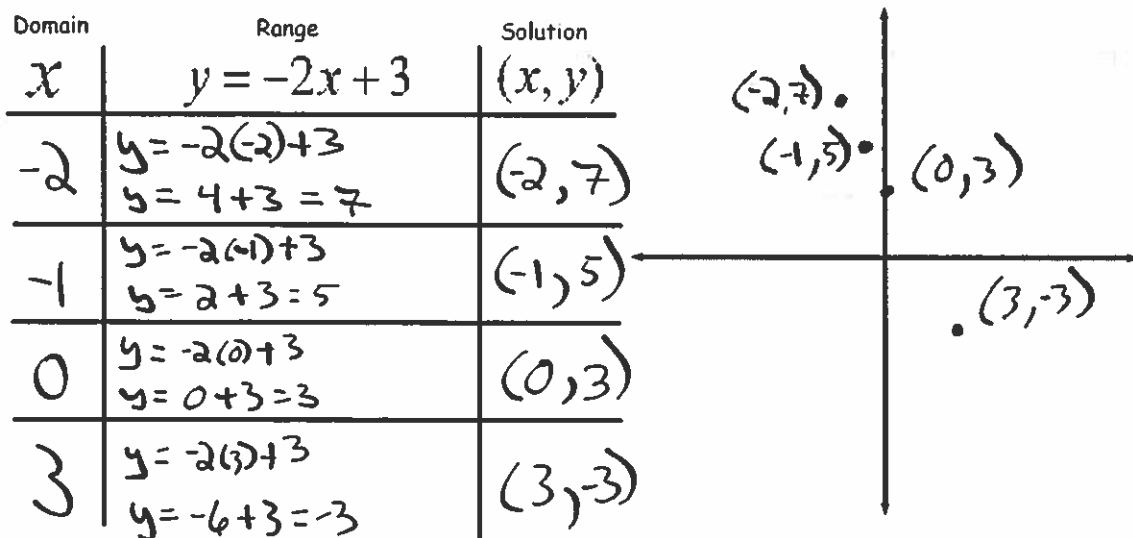 Domain Range Solution
x y = -2x + 3 (x, y)
-2 y = -2(-2)+3 (-2, 7)
y = 4+3 = 7
-1 y = -2(-1)+3 (-1, 5)
y = 2+3=5
0 y = -2(0)+3 (0,3)
y = 0+3=3
3 y = -2(3)+3 (3,-3)
y = -6+3=-3
(-2,7)
(-1,5)
(0,3)
(3,-3)